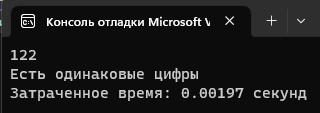 Консоль отладки Microsoft V
122
Есть одинаковые цифры
Затраченное время: 0.00197 секунд